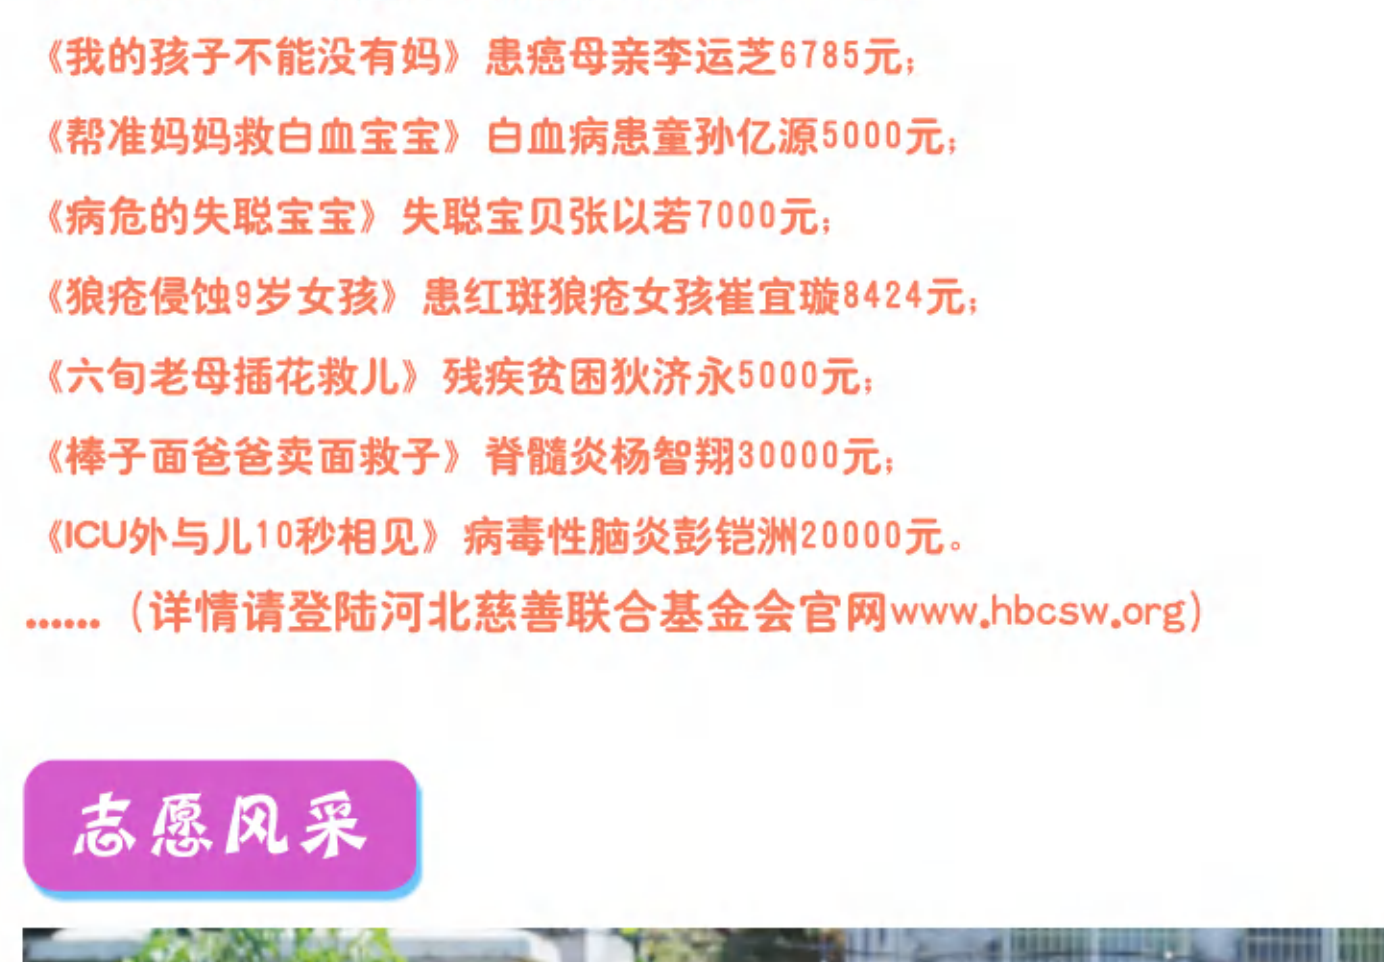 《我的孩子不能没有妈》患癌母亲李运芝6785元；
《帮准妈妈救白血宝宝》白血病患童孙亿源5000元；
《病危的失聪宝宝》失聪宝贝张以若7000元；
《狼疮侵蚀9岁女孩》患红斑狼疮女孩崔宜璇8424元；
《六旬老母插花救儿》残疾贫困狄济永5000元；
《棒子面爸爸卖面救子》脊髓炎杨智翔30000元；
《ICU外与儿10秒相见》病毒性脑炎彭铠洲20000元。
……（详情请登陆河北慈善联合基金会官网www.hbcsw.org）
志愿风采